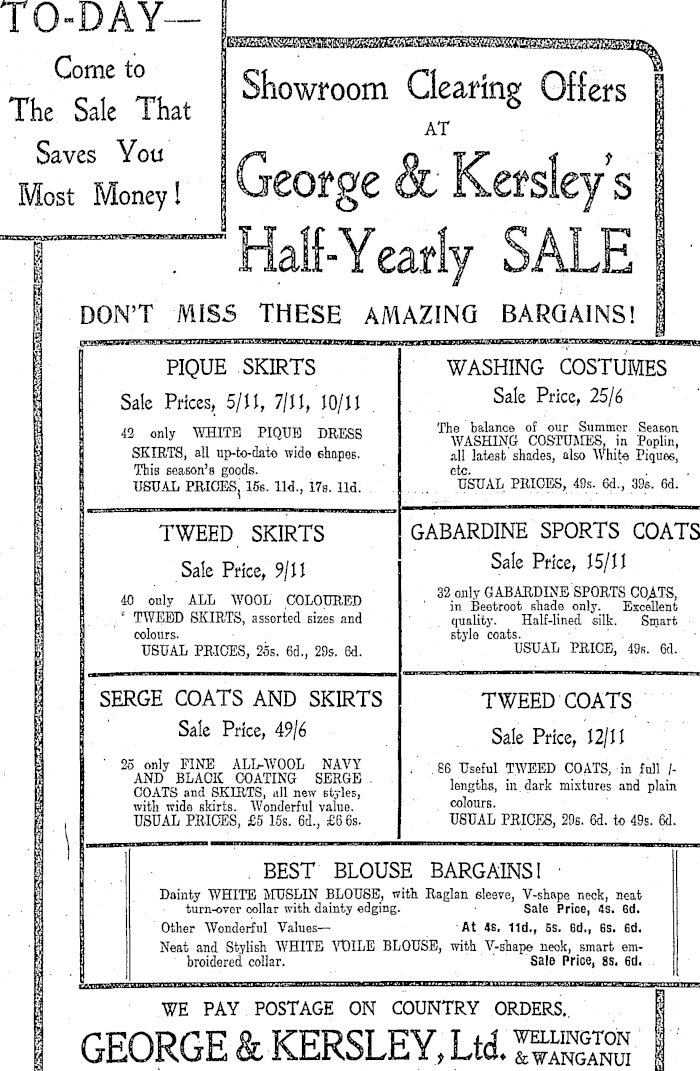 TO-DAY—
Come to
The Sale That
Saves You
Most Money!
Showroom Clearing Offers
AT
George & Kersley's
Half-Yearly SALE
DON'T MISS THESE AMAZING BARGAINS!
PIQUE SKIRTS
Sale Prices, 5/11, 7/11, 10/11
42 only WHITE PIQUE DRESS
SKIRTS, all up-to-date wide shapes.
This season's goods.
USUAL PRICES, 15s. 11d., 17s. 11d.
WASHING COSTUMES
Sale Price, 25/6
The balance of our Summer Season
WASHING COSTUMES, in Poplin,
all latest shades, also White Piques,
etc.
USUAL PRICES, 49s. 6d., 39s. 6d.
TWEED SKIRTS
Sale Price, 9/11
40 only ALL WOOL COLOURED
TWEED SKIRTS, assorted sizes and
colours.
USUAL PRICES, 25s. 6d., 29s. 6d.
GABARDINE SPORTS COATS
Sale Price, 15/11
32 only GABARDINE SPORTS COATS,
in Beetroot shade only. Excellent
quality. Half-lined silk. Smart
style coats.
USUAL PRICE, 49s. 6d.
SERGE COATS AND SKIRTS
Sale Price, 49/6
25 only FINE ALL-WOOL NAVY
AND BLACK COATING SERGE
COATS and SKIRTS, all new styles,
with wide skirts. Wonderful value.
USUAL PRICES, £5 15s. 6d., £6 6s.
TWEED COATS
Sale Price, 12/11
86 Useful TWEED COATS, in full /-
lengths, in dark mixtures and plain
colours.
USUAL PRICES, 29s. 6d. to 49s. 6d.
BEST BLOUSE BARGAINS!
Dainty WHITE MUSLIN BLOUSE, with Raglan sleeve, V-shape neck, neat
turn-over collar with dainty edging. Sale Price, 4s. 6d.
Other Wonderful Values— At 4s. 11d., 5s. 6d., 6s. 6d.
Neat and Stylish WHITE VOILE BLOUSE, with V-shape neck, smart em-
broidered collar. Sale Price, 8s. 6d.
WE PAY POSTAGE ON COUNTRY ORDERS.
GEORGE & KERSLEY, Ltd. WELLINGTON
& WANGANUI